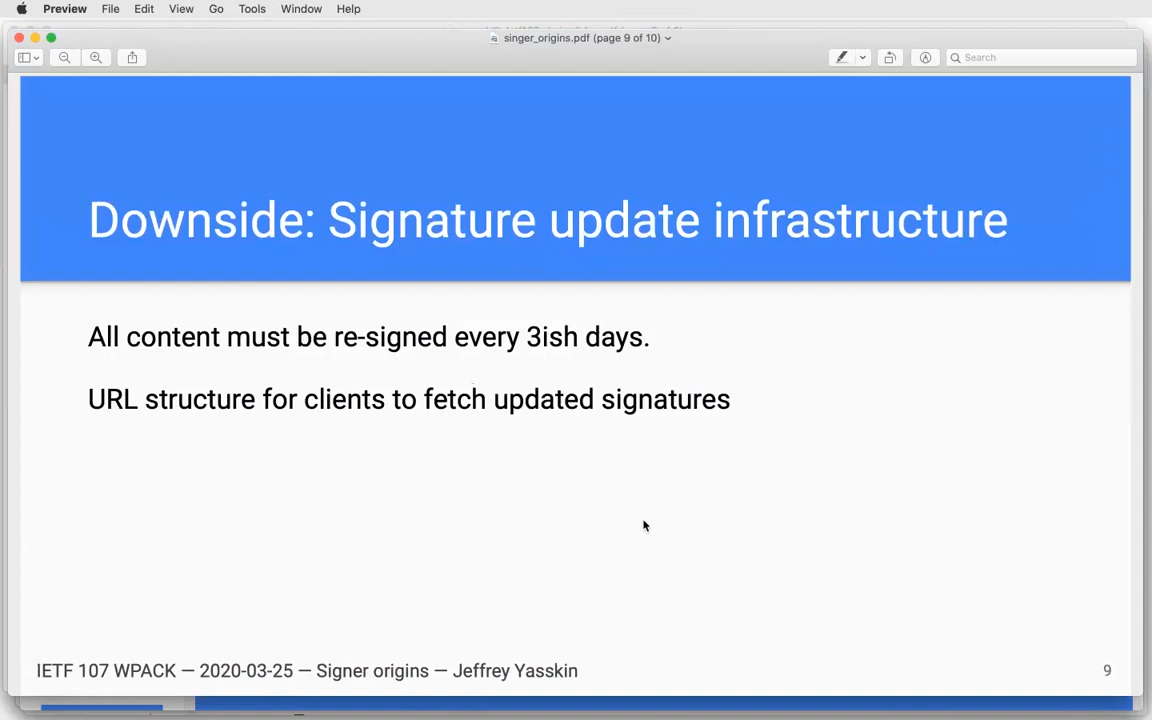 Preview File Edit View Go Tools Window Help
singer_origins.pdf (page 9 of 10)
Search
Downside: Signature update infrastructure
All content must be re-signed every 3ish days.
URL structure for clients to fetch updated signatures
IETF 107 WPACK — 2020-03-25 — Signer origins — Jeffrey Yasskin
9